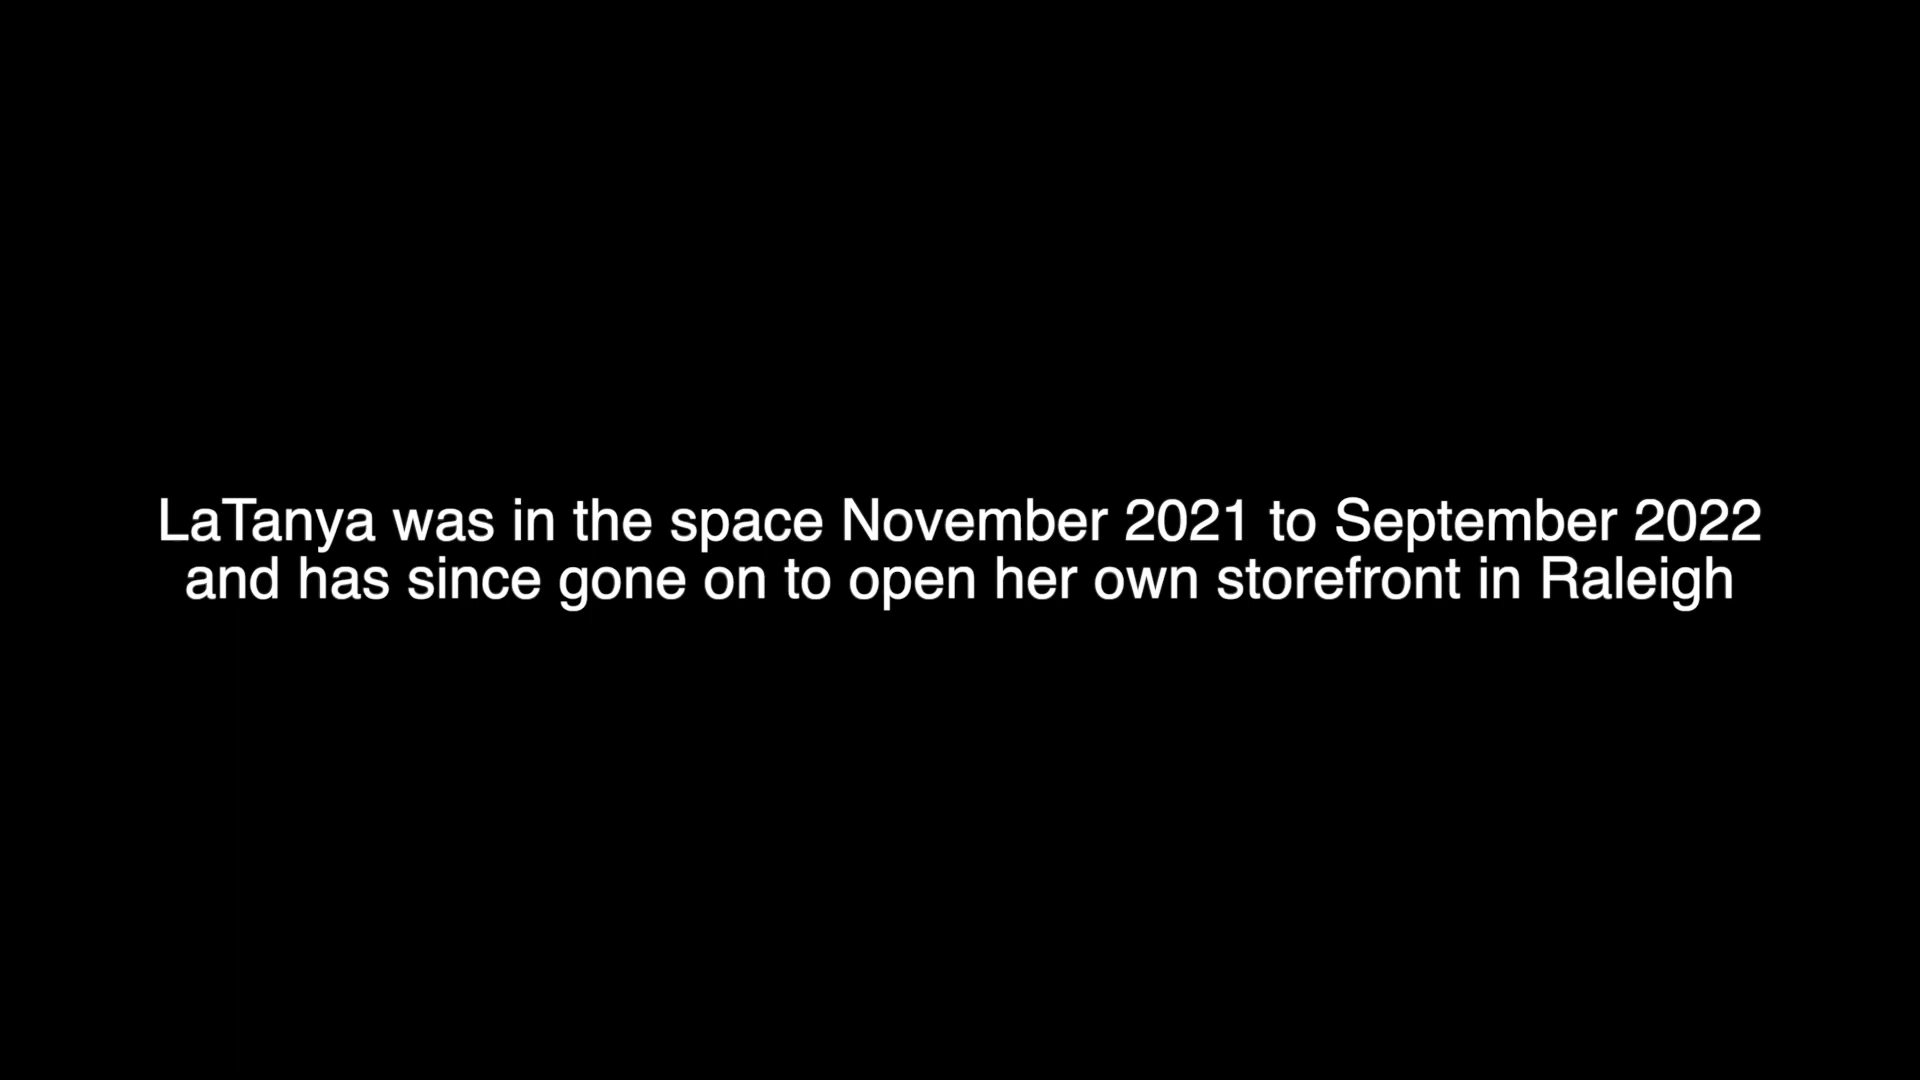 LaTanya was in the space November 2021 to September 2022
and has since gone on to open her own storefront in Raleigh